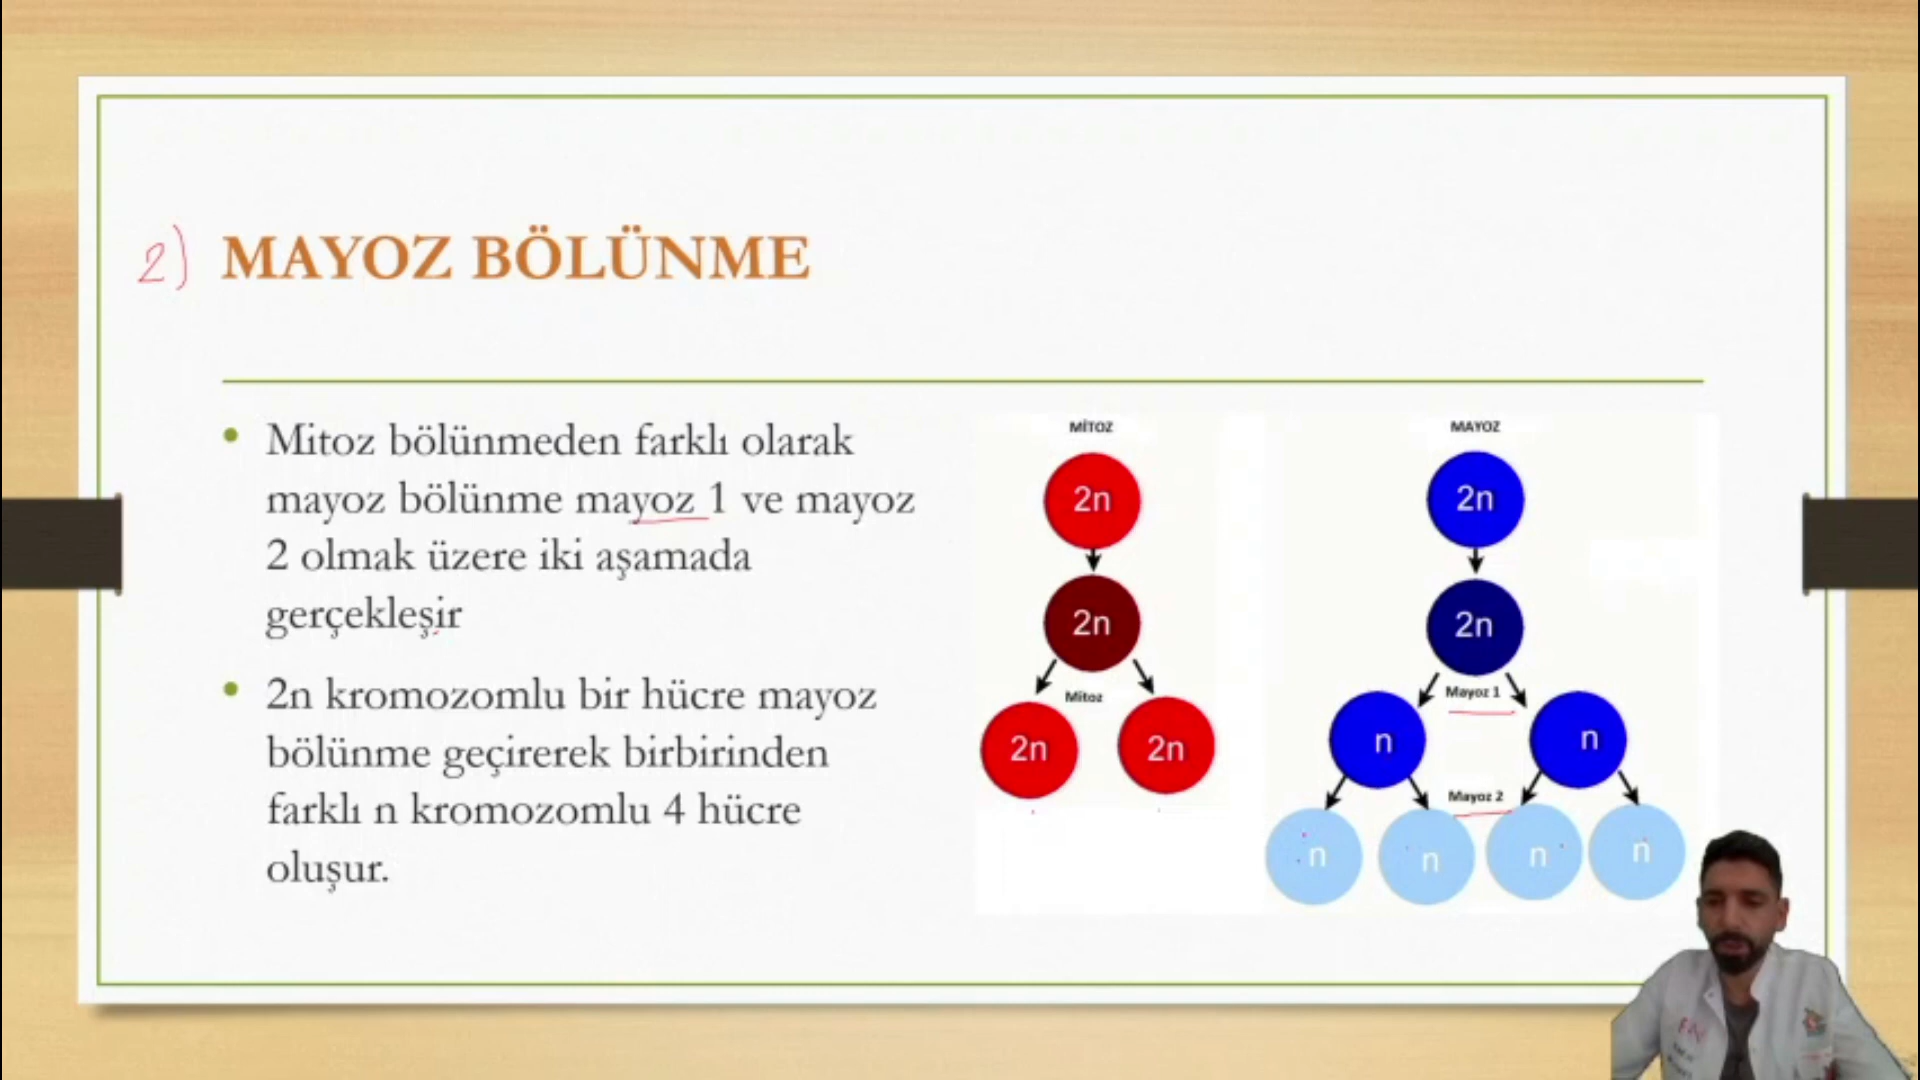 2) MAYOZ BÖLÜNME
• Mitoz bölünmeden farklı olarak
mayoz bölünme mayoz 1 ve mayoz
2 olmak üzere iki aşamada
gerçekleşir
• 2n kromozomlu bir hücre mayoz
bölünme geçirerek birbirinden
farklı n kromozomlu 4 hücre
oluşur.
MİTOZ
2n
2n
Mitoz
2n 2n
MAYOZ
2n
2n
Mayoz 1
n n
Mayoz 2
n n n n